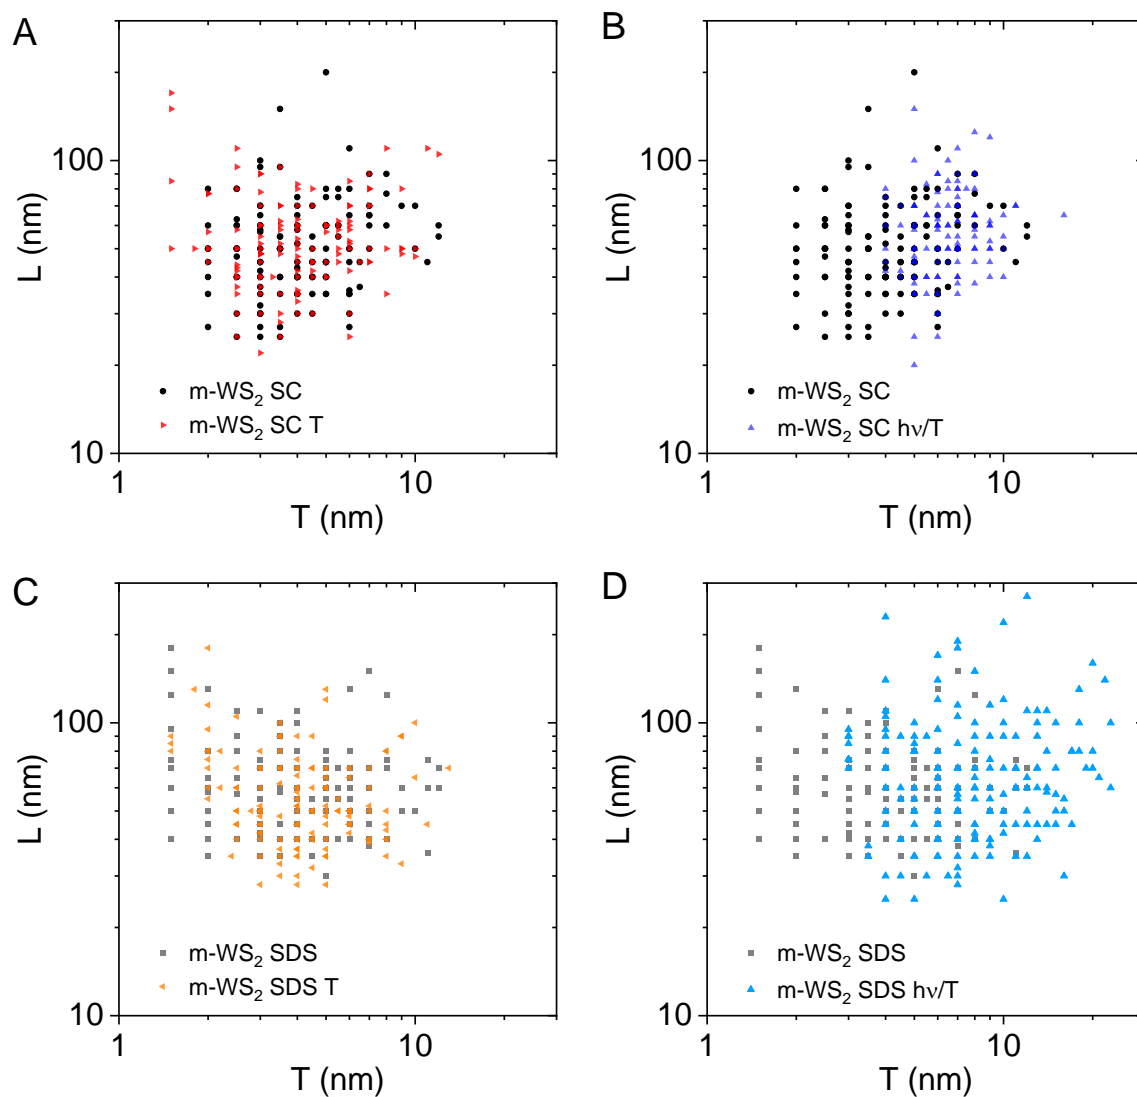 A
L (nm)
100
10
m-WS₂ SC
m-WS₂ SC T
1
10
T (nm)
B
L (nm)
100
10
m-WS₂ SC
m-WS₂ SC hν/T
1
10
T (nm)
C
L (nm)
100
10
m-WS₂ SDS
m-WS₂ SDS T
1
10
T (nm)
D
L (nm)
100
10
m-WS₂ SDS
m-WS₂ SDS hν/T
1
10
T (nm)